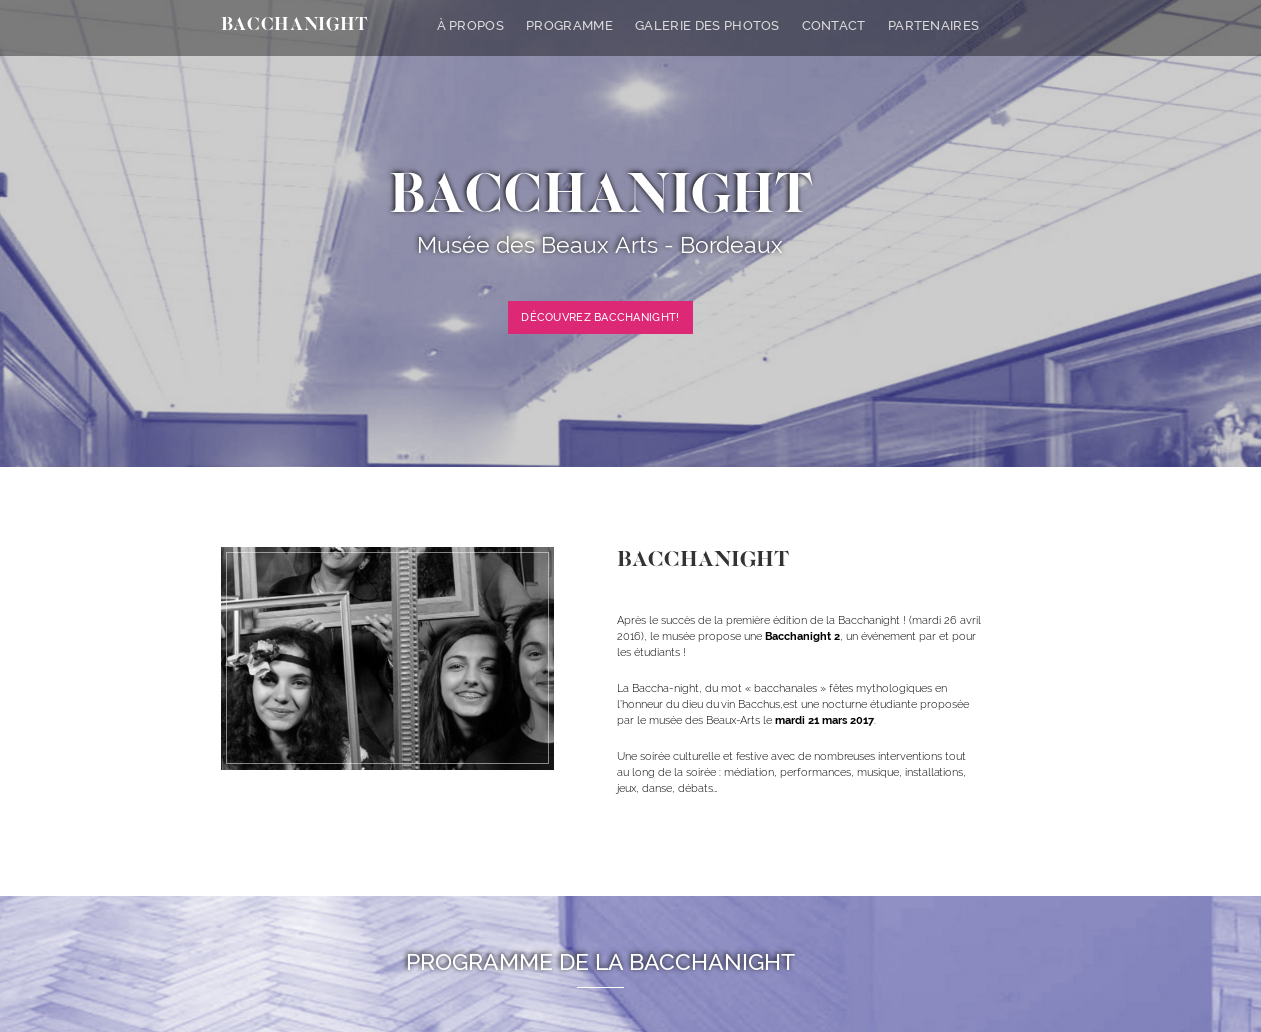 BACCHANIGHT À PROPOS PROGRAMME GALERIE DES PHOTOS CONTACT PARTENAIRES
BACCHANIGHT
Musée des Beaux Arts - Bordeaux
DÉCOUVREZ BACCHANIGHT!
BACCHANIGHT
Après le succès de la première édition de la Bacchanight ! (mardi 26 avril
2016), le musée propose une Bacchanight 2, un événement par et pour
les étudiants !
La Baccha-night, du mot « bacchanales » fêtes mythologiques en
l'honneur du dieu du vin Bacchus,est une nocturne étudiante proposée
par le musée des Beaux-Arts le mardi 21 mars 2017.
Une soirée culturelle et festive avec de nombreuses interventions tout
au long de la soirée : médiation, performances, musique, installations,
jeux, danse, débats…
PROGRAMME DE LA BACCHANIGHT